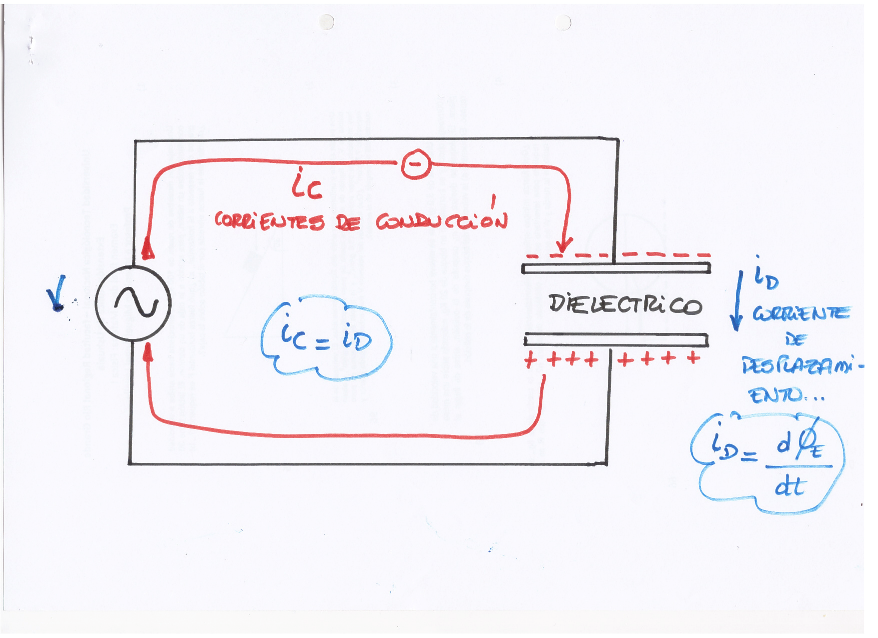 iC
CORRIENTES DE CONDUCCIÓN
- - - - - - - -
DIELECTRICO
iD
CORRIENTE
DE
DESPLAZAMI-
ENTO...
V
iC = iD
+ + + + + + + +
iD = dϕE
dt